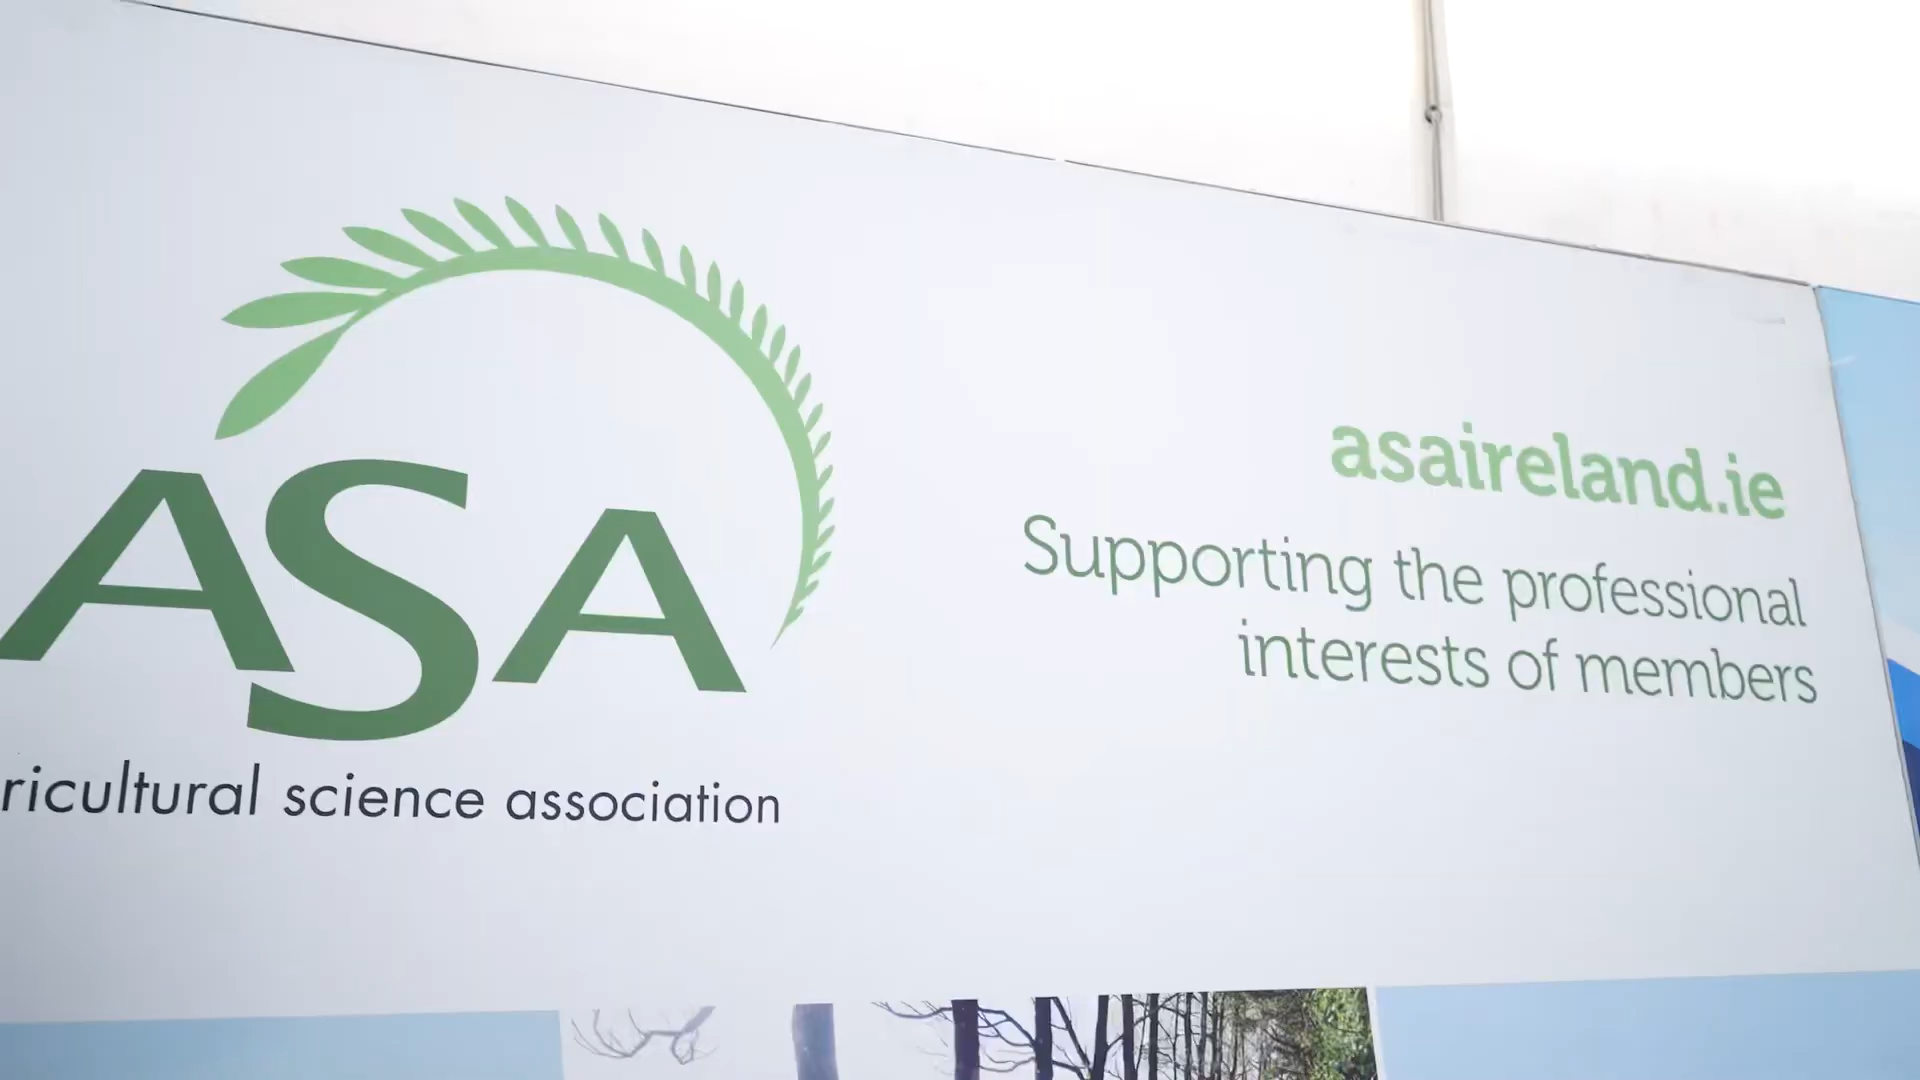 ASA
ricultural science association
asaireland.ie
Supporting the professional
interests of members